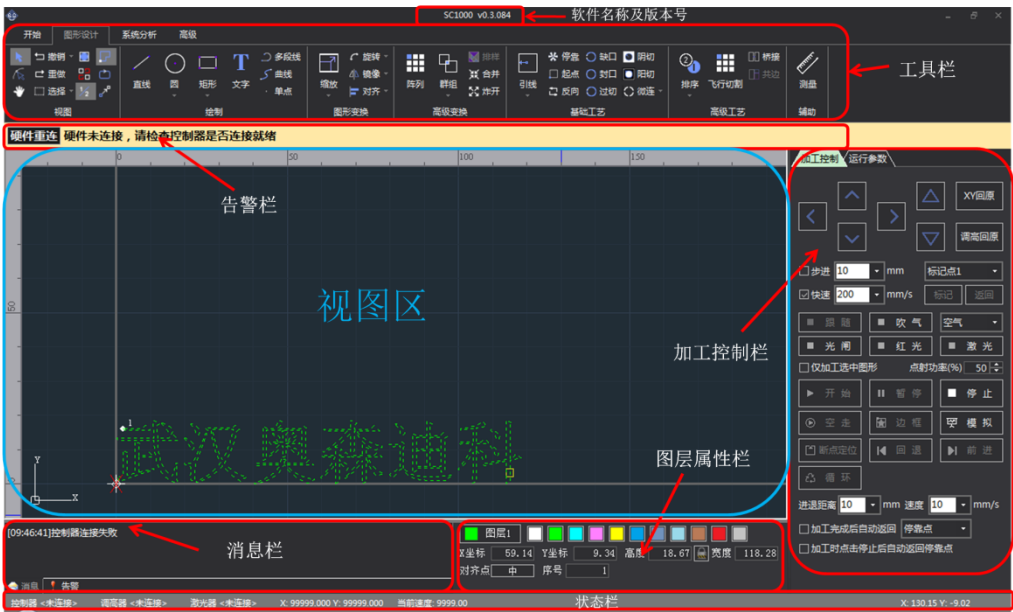 SC1000 v0.3.084
软件名称及版本号
开始 图形设计 系统分析 高级
撤销
重做
选择
视图
直线 圆 矩形 文字
多段线
曲线
单点
绘制
缩放
旋转
镜像
对齐
图形变换
阵列 群组
排样
合并
炸开
高级变换
引线
停靠 缺口 阴切
起点 封口 阳切
反向 过切 微连
基础工艺
排序 飞行切割
桥接
共边
高级工艺
测量
辅助
工具栏
硬件重连 硬件未连接，请检查控制器是否连接就绪
告警栏
0 50 100 150
50
0
视图区
武汉奥森迪科
1
Y
X
加工控制 运行参数
XY回原
调高回原
步进 10 mm 标记点1
快速 200 mm/s 标记 返回
跟随 吹气 空气
光闸 红光 激光
加工控制栏
仅加工选中图形 点射功率(%) 50
开始 暂停 停止
空走 边框 模拟
断点定位 回退 前进
循环
进退距离 10 mm 速度 10 mm/s
加工完成后自动返回 停靠点
加工时点击停止后自动返回停靠点
图层属性栏
[09:46:41]控制器连接失败
消息栏
消息 告警
图层1
X坐标 59.14 Y坐标 9.34 高度 18.67 宽度 118.28
对齐点 中 序号 1
控制器 <未连接> 调高器 <未连接> 激光器 <未连接> X: 99999.000 Y: 99999.000 当前速度: 9999.00 状态栏 X: 130.15 Y: -9.02